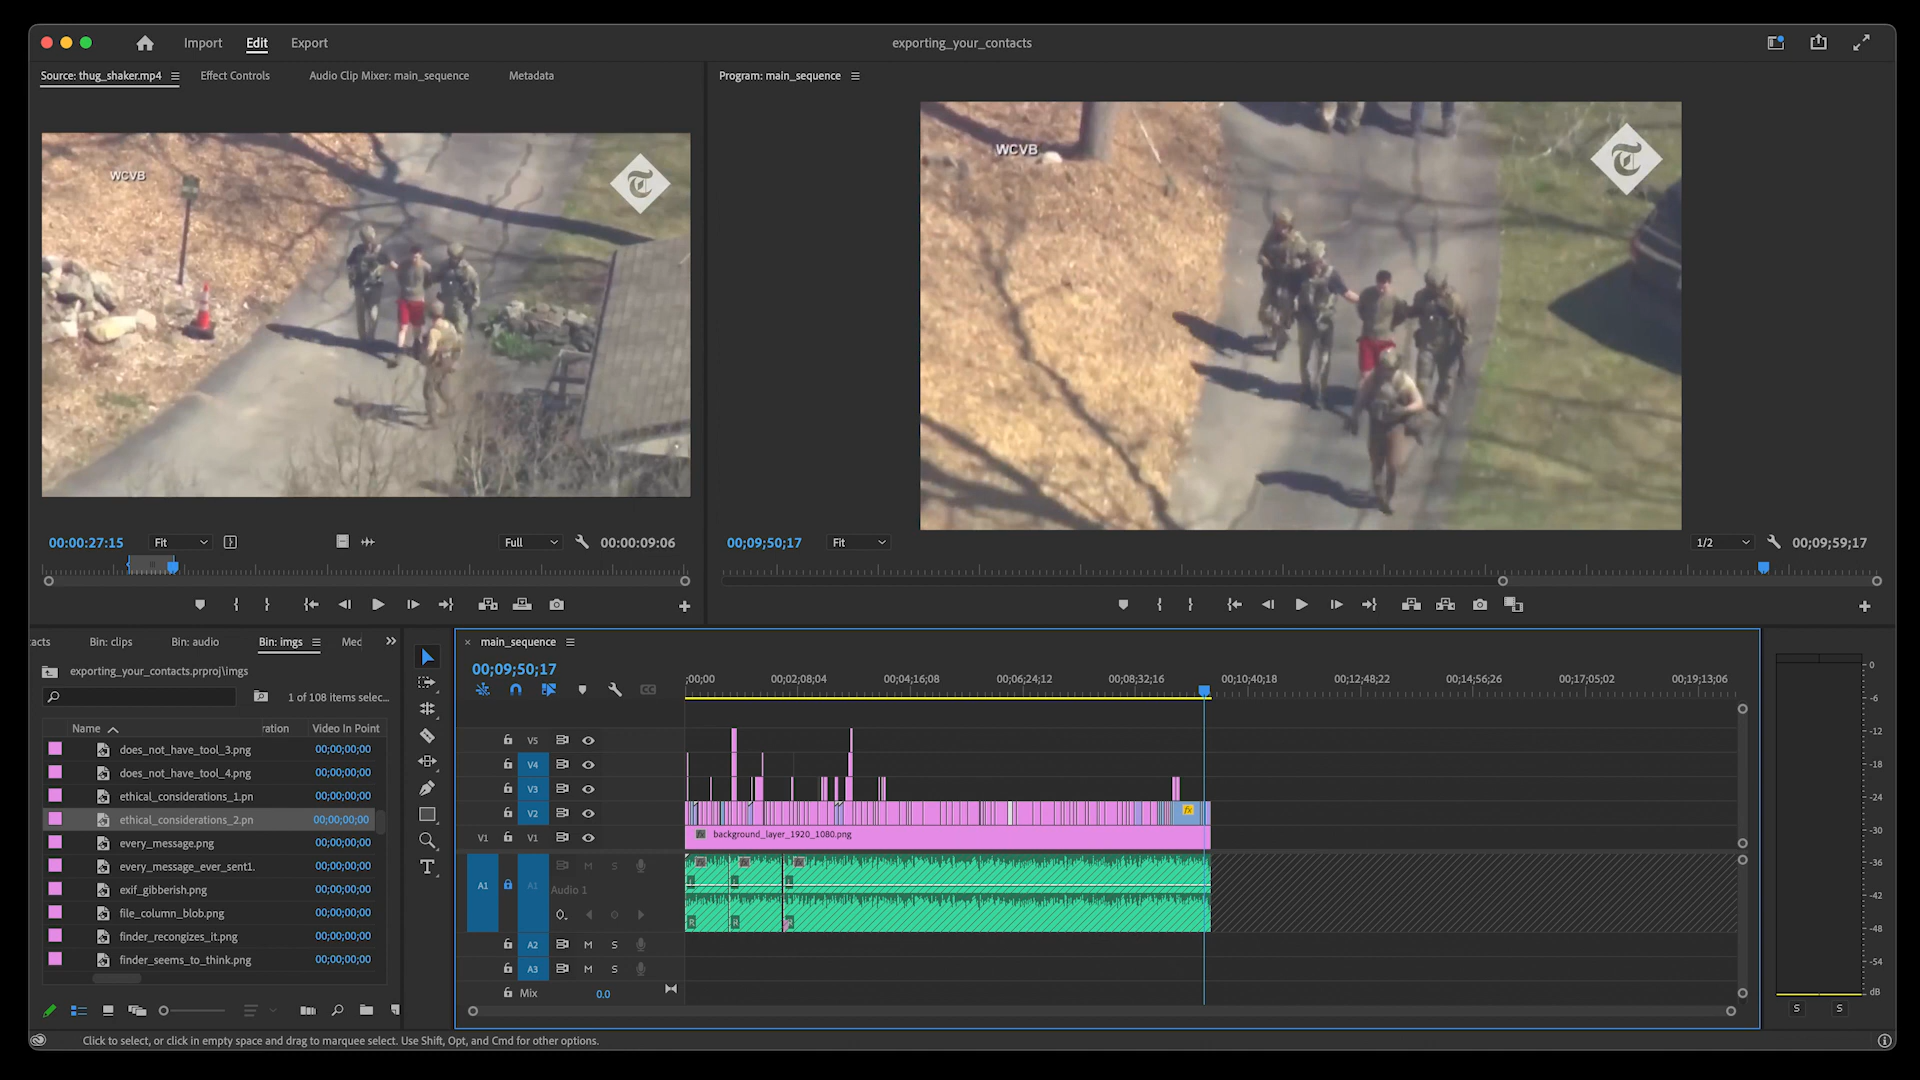 Import
Edit
Export
exporting_your_contacts
Source: thug_shaker.mp4
Effect Controls
Audio Clip Mixer: main_sequence
Metadata
Program: main_sequence
WCVB
T
WCVB
T
00:00:27:15
Fit
Full
00:00:09:06
00;09;50;17
Fit
1/2
00;09;59;17
tacts
Bin: clips
Bin: audio
Bin: imgs
Med
exporting_your_contacts.prproj\imgs
1 of 108 items selec...
Name
ration
Video In Point
does_not_have_tool_3.png 00;00;00;00
does_not_have_tool_4.png 00;00;00;00
ethical_considerations_1.pn 00;00;00;00
ethical_considerations_2.pn 00;00;00;00
every_message.png 00;00;00;00
every_message_ever_sent1. 00;00;00;00
exif_gibberish.png 00;00;00;00
file_column_blob.png 00;00;00;00
finder_recongizes_it.png 00;00;00;00
finder_seems_to_think.png 00;00;00;00
main_sequence
00;09;50;17
;00;00
00;02;08;04
00;04;16;08
00;06;24;12
00;08;32;16
00;10;40;18
00;12;48;22
00;14;56;26
00;17;05;02
00;19;13;06
V5
V4
V3
V2
fx
V1 V1
background_layer_1920_1080.png
A1 A1 M S
Audio 1
L L L
R R R
A2 M S
A3 M S
Mix 0.0
0
-6
-12
-18
-24
-30
-36
-42
-48
-54
dB
S S
Click to select, or click in empty space and drag to marquee select. Use Shift, Opt, and Cmd for other options.